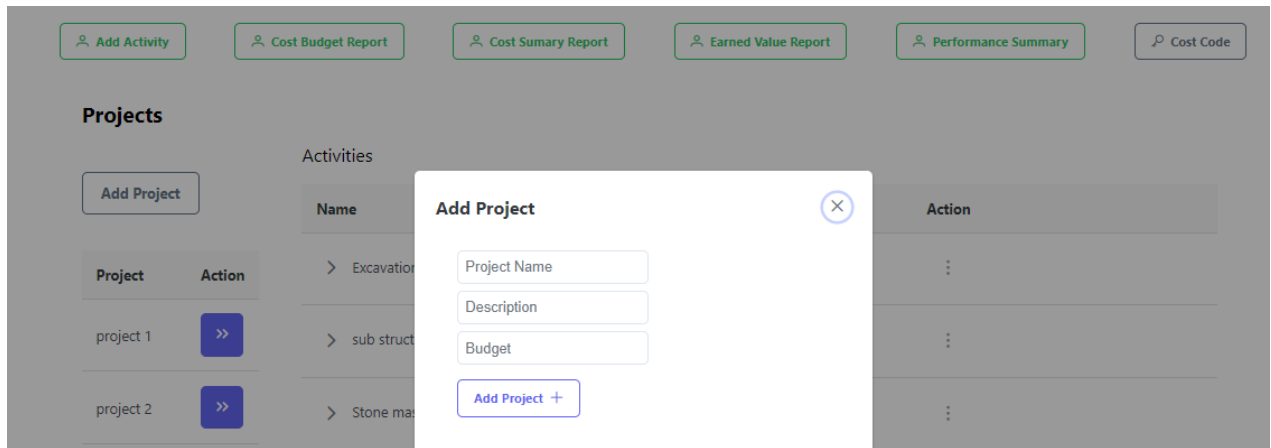 Add Activity
Cost Budget Report
Cost Sumary Report
Earned Value Report
Performance Summary
Cost Code
Projects
Activities
Add Project
Name
Action
Project
Action
Excavation
project 1
sub struct
project 2
Stone mas
Add Project
Project Name
Description
Budget
Add Project